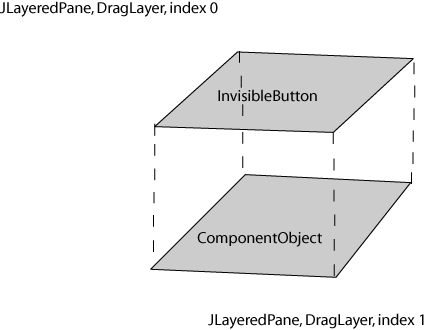 JLayeredPane, DragLayer, index 0
InvisibleButton
ComponentObject
JLayeredPane, DragLayer, index 1